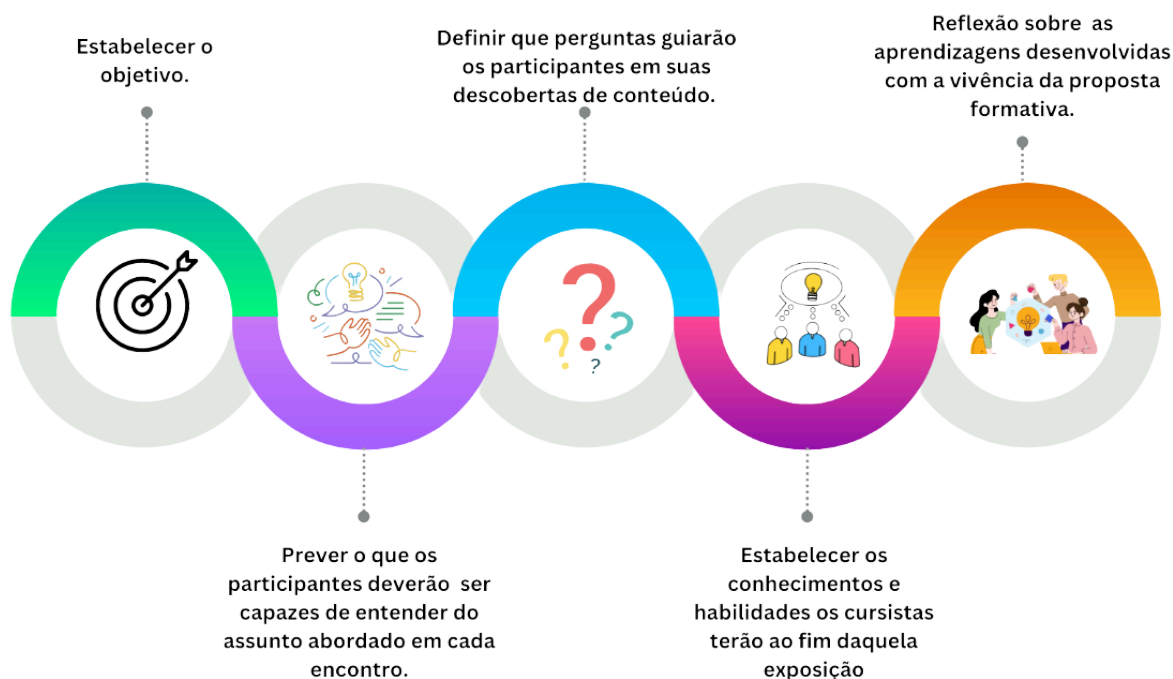 Estabelecer o
objetivo.
Prever o que os
participantes deverão ser
capazes de entender do
assunto abordado em cada
encontro.
Definir que perguntas guiarão
os participantes em suas
descobertas de conteúdo.
Estabelecer os
conhecimentos e
habilidades os cursistas
terão ao fim daquela
exposição
Reflexão sobre as
aprendizagens desenvolvidas
com a vivência da proposta
formativa.